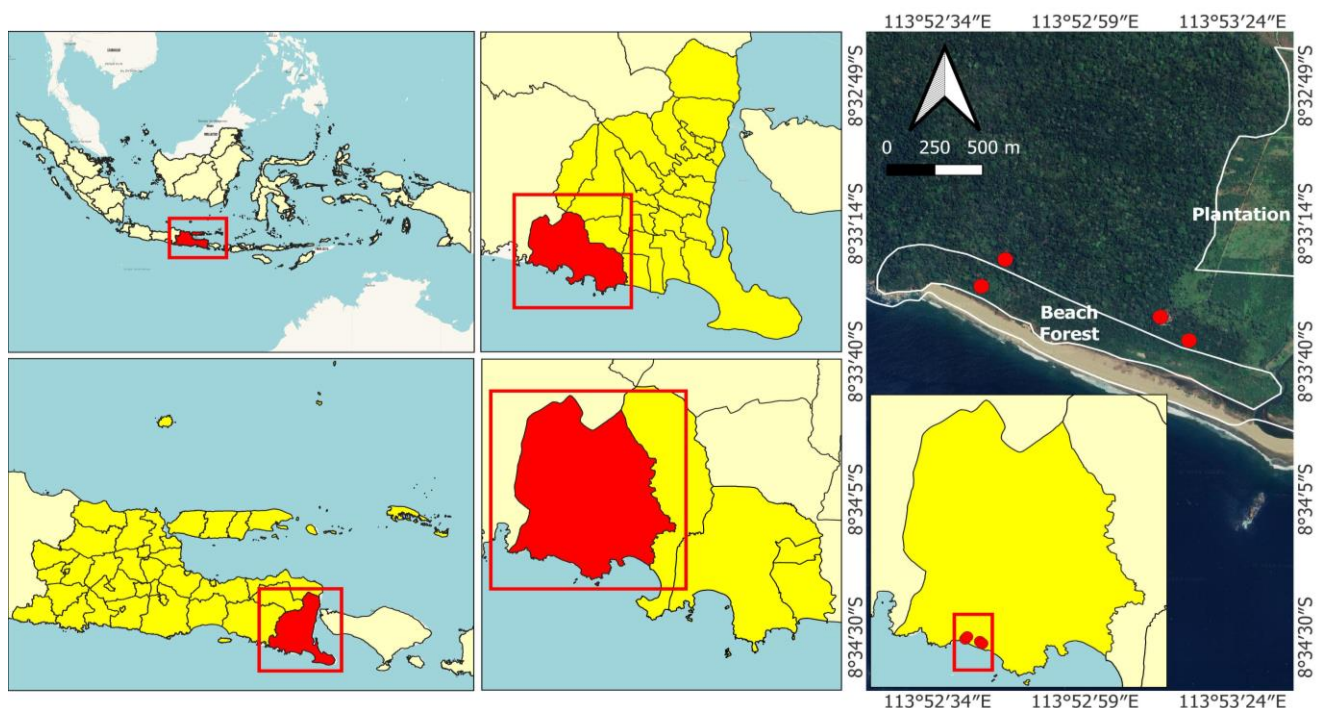 113°52′34″E
113°52′59″E
113°53′24″E
8°32′49″S
8°33′14″S
8°33′40″S
8°34′5″S
8°34′30″S
0 250 500 m
Plantation
Beach
Forest
8°32′49″S
8°33′14″S
8°33′40″S
8°34′5″S
8°34′30″S
113°52′34″E
113°52′59″E
113°53′24″E